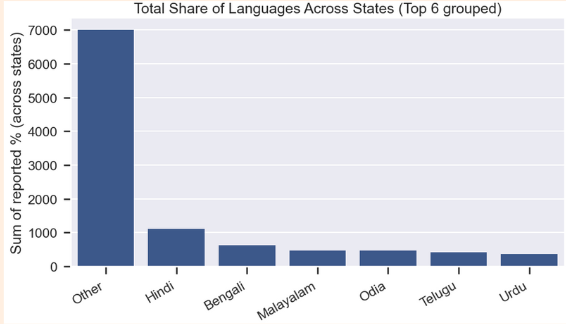 Total Share of Languages Across States (Top 6 grouped)
Sum of reported % (across states)
7000
6000
5000
4000
3000
2000
1000
0
Other
Hindi
Bengali
Malayalam
Odia
Telugu
Urdu